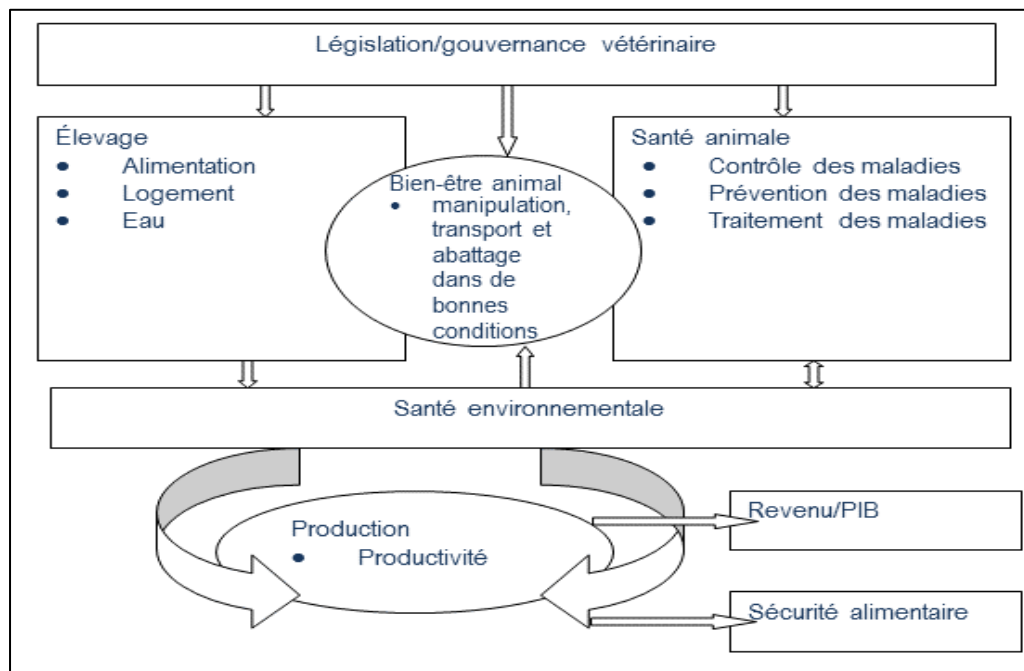 Législation/gouvernance vétérinaire
Élevage
• Alimentation
• Logement
• Eau
Bien-être animal
• manipulation,
transport et
abattage
dans de
bonnes
conditions
Santé animale
• Contrôle des maladies
• Prévention des maladies
• Traitement des maladies
Santé environnementale
Production
• Productivité
Revenu/PIB
Sécurité alimentaire